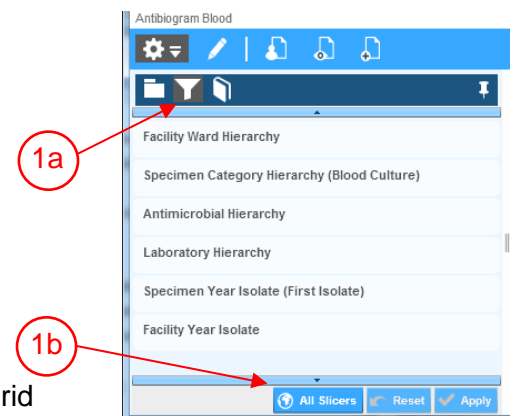 Antibiogram Blood
1a
Facility Ward Hierarchy
Specimen Category Hierarchy (Blood Culture)
Antimicrobial Hierarchy
Laboratory Hierarchy
Specimen Year Isolate (First Isolate)
Facility Year Isolate
1b
rid
All Slicers Reset Apply